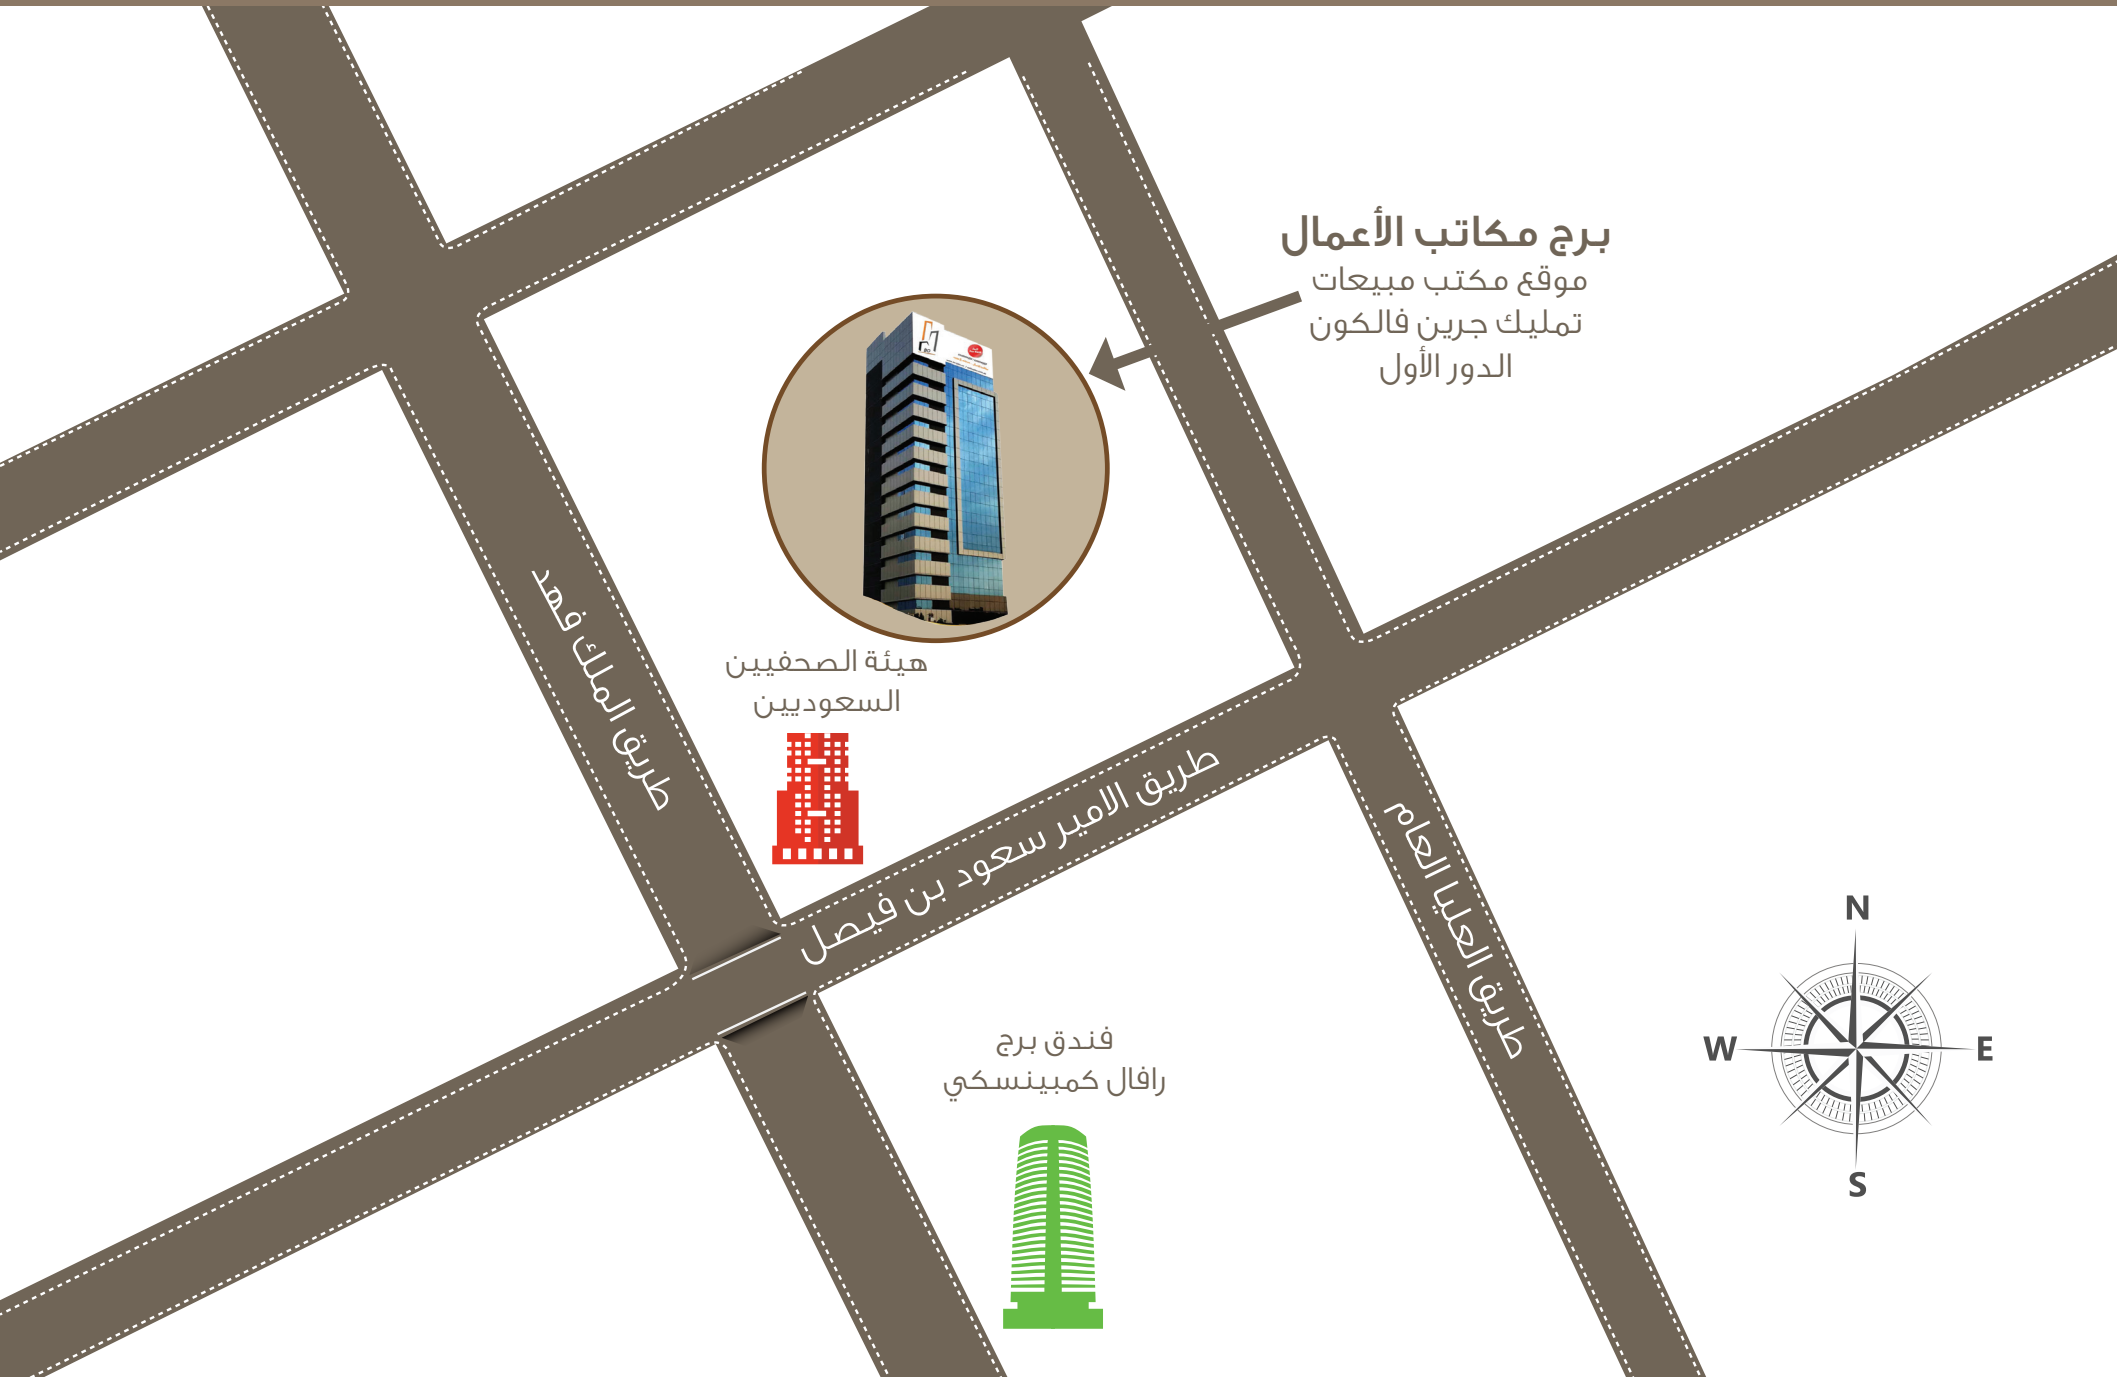 برج مكاتب الأعمال
موقع مكتب مبيعات
تمليك جرين فالكون
الدور الأول
هيئة الصحفيين
السعوديين
طريق الملك فهد
طريق الامير سعود بن فيصل
طريق العليا العام
فندق برج
رافال كمبينسكي
N
W
E
S